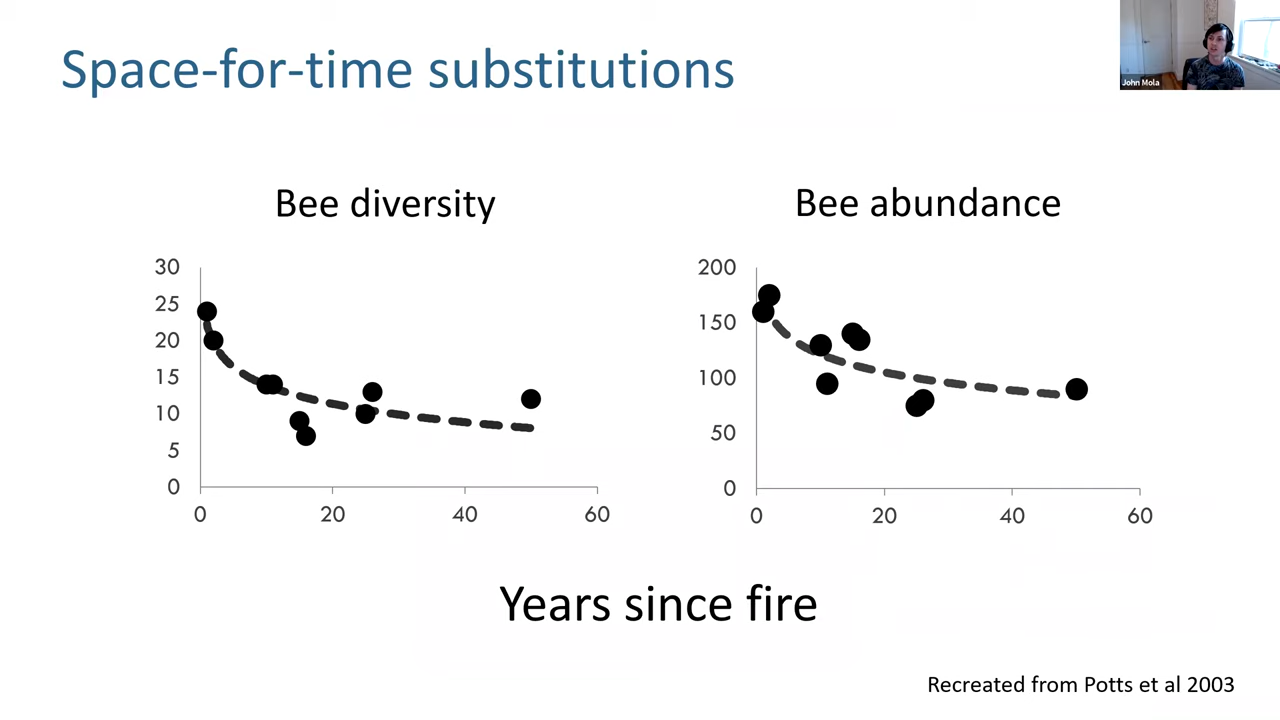 Space-for-time substitutions
John Mola
Bee diversity
30
25
20
15
10
5
0
0 20 40 60
Bee abundance
200
150
100
50
0
0 20 40 60
Years since fire
Recreated from Potts et al 2003